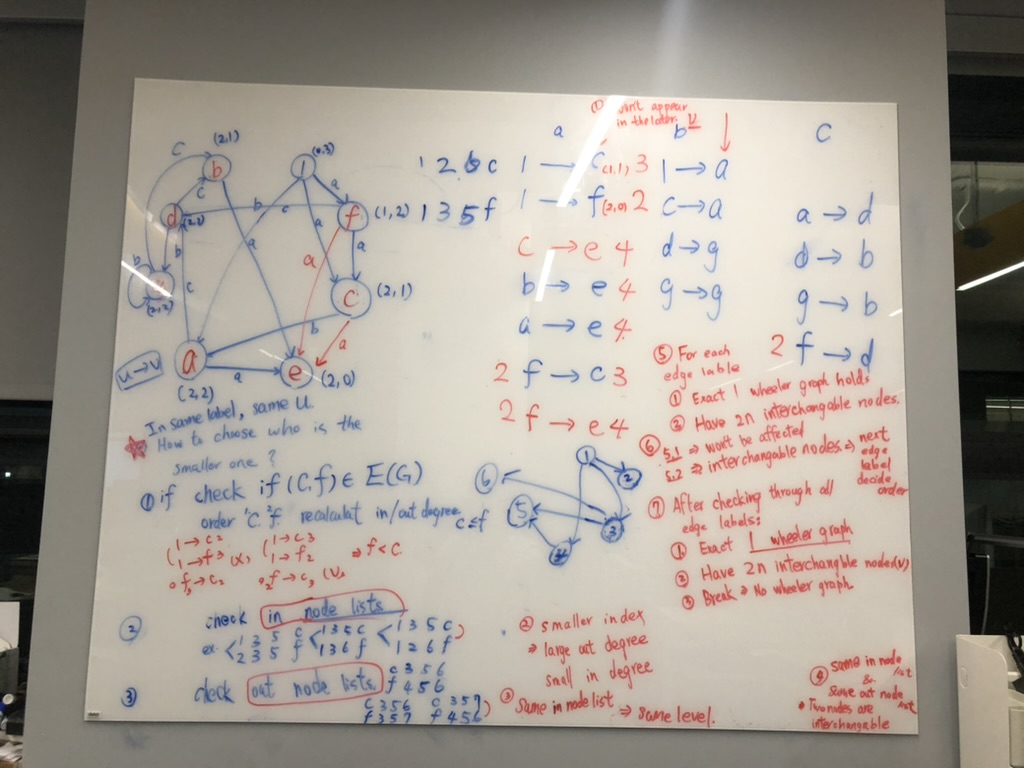 ① won't appear
in the later V
a
b
c
1 2 6 c
1 3 5 f
1 → c (1,1) 3
1 → f (2,0) 2
c → e 4
b → e 4
a → e 4
2 f → c 3
2 f → e 4
1 → a
c → a
d → g
g → g
a → d
d → b
g → b
2 f → d
(2,1)
b
(0,3)
1
c
c
d
(2,2)
b
c
a
f
(1,2)
a
a
a
b
b
a
c
c
(2,1)
b
a
a
(2,2)
a
e
(2,0)
u→v
In same label, same u.
How to choose who is the
smaller one?
① if check if (c,f) ∈ E(G)
order 'c.'f. recalculat in/out degree
c ≤ f
1→c2
1→f3 (X)
f3→c2
1→c3
1→f2
2f→c3 (V)
⇒ f<c.
② check in node lists
ex. < 1 3 5 c
2 3 5 f
< 1 3 5 c
1 3 6 f
< 1 3 5 c
1 2 6 f
③ check out node lists.
c 3 5 6
f 4 5 6
c 3 5 6
f 3 5 7
c 3 5 7
f 4 5 6
1
2
3
4
5
6
② smaller index
⇒ large out degree
small in degree
③ same in node list
⇒ same level.
④ same in node list
&
same out node list
• Two nodes are
interchangable
⑤ For each
edge lable
① Exact 1 wheeler graph holds
② Have 2n interchangable nodes.
⑥ 5.1 ⇒ won't be affected
5.2 ⇒ interchangable nodes ⇒ next
edge
label
decide
order
⑦ After checking through all
edge labels:
① Exact 1 wheeler graph
② Have 2n interchangble nodes(V)
③ Break ⇒ No wheeler graph.